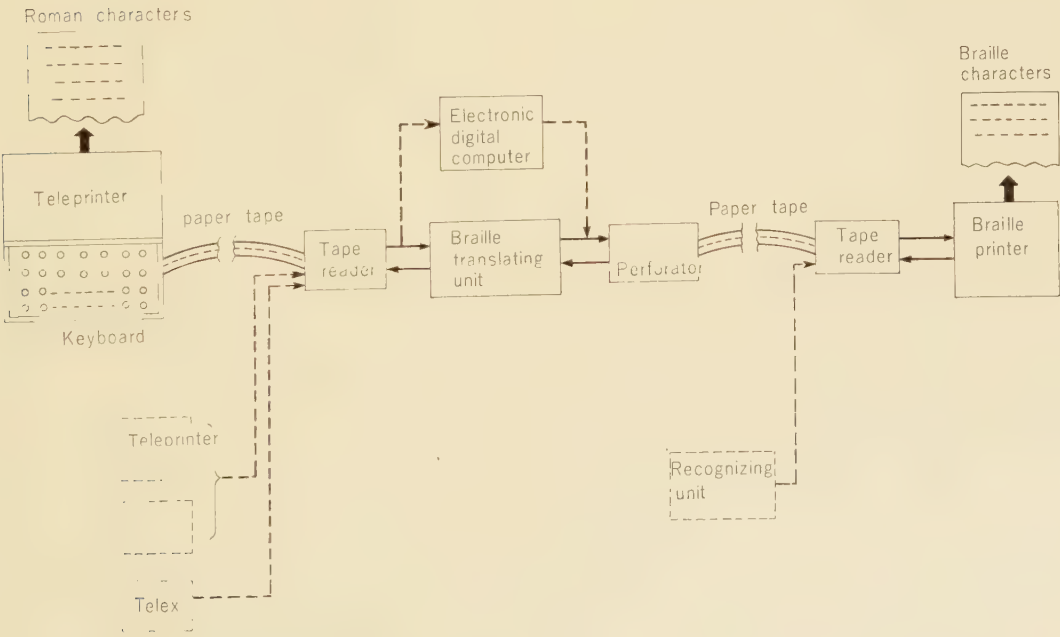 Roman characters
Teleprinter
Keyboard
paper tape
Tape
reader
Electronic
digital
computer
Braille
translating
unit
Perforator
Paper tape
Tape
reader
Braille
characters
Braille
printer
Teleprinter
Telex
Recognizing
unit